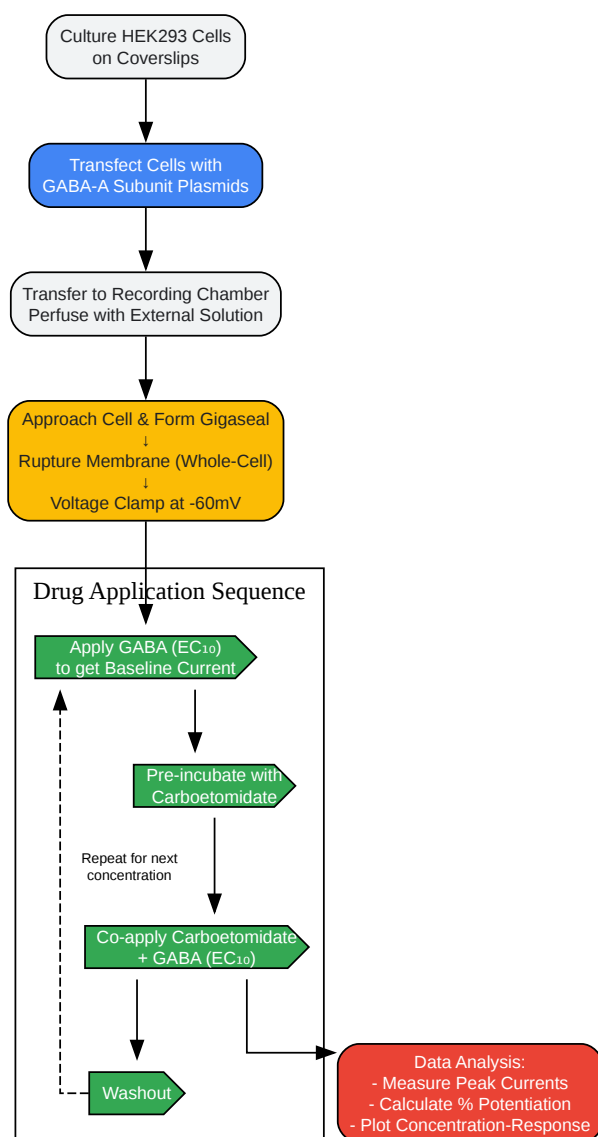 Culture HEK293 Cells
on Coverslips
Transfect Cells with
GABA-A Subunit Plasmids
Transfer to Recording Chamber
Perfuse with External Solution
Approach Cell & Form Gigaseal
↓
Rupture Membrane (Whole-Cell)
↓
Voltage Clamp at -60mV
Drug Application Sequence
Apply GABA (EC₁₀)
to get Baseline Current
Pre-incubate with
Carboetomidate
Repeat for next
concentration
Co-apply Carboetomidate
+ GABA (EC₁₀)
Washout
Data Analysis:
- Measure Peak Currents
- Calculate % Potentiation
- Plot Concentration-Response